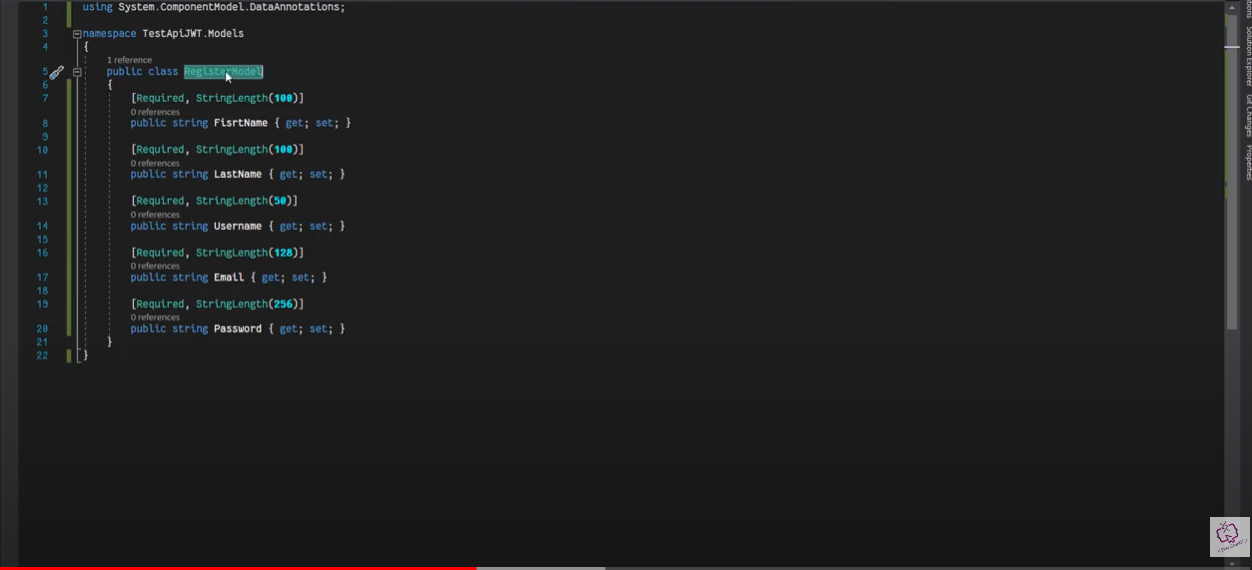 1 using System.ComponentModel.DataAnnotations;
2
3 namespace TestApiJWT.Models
4 {
1 reference
5 public class RegisterModel
6 {
7 [Required, StringLength(100)]
0 references
8 public string FisrtName { get; set; }
9
10 [Required, StringLength(100)]
0 references
11 public string LastName { get; set; }
12
13 [Required, StringLength(50)]
0 references
14 public string Username { get; set; }
15
16 [Required, StringLength(128)]
0 references
17 public string Email { get; set; }
18
19 [Required, StringLength(256)]
0 references
20 public string Password { get; set; }
21 }
22 }
Solution Explorer
Git Changes
Properties